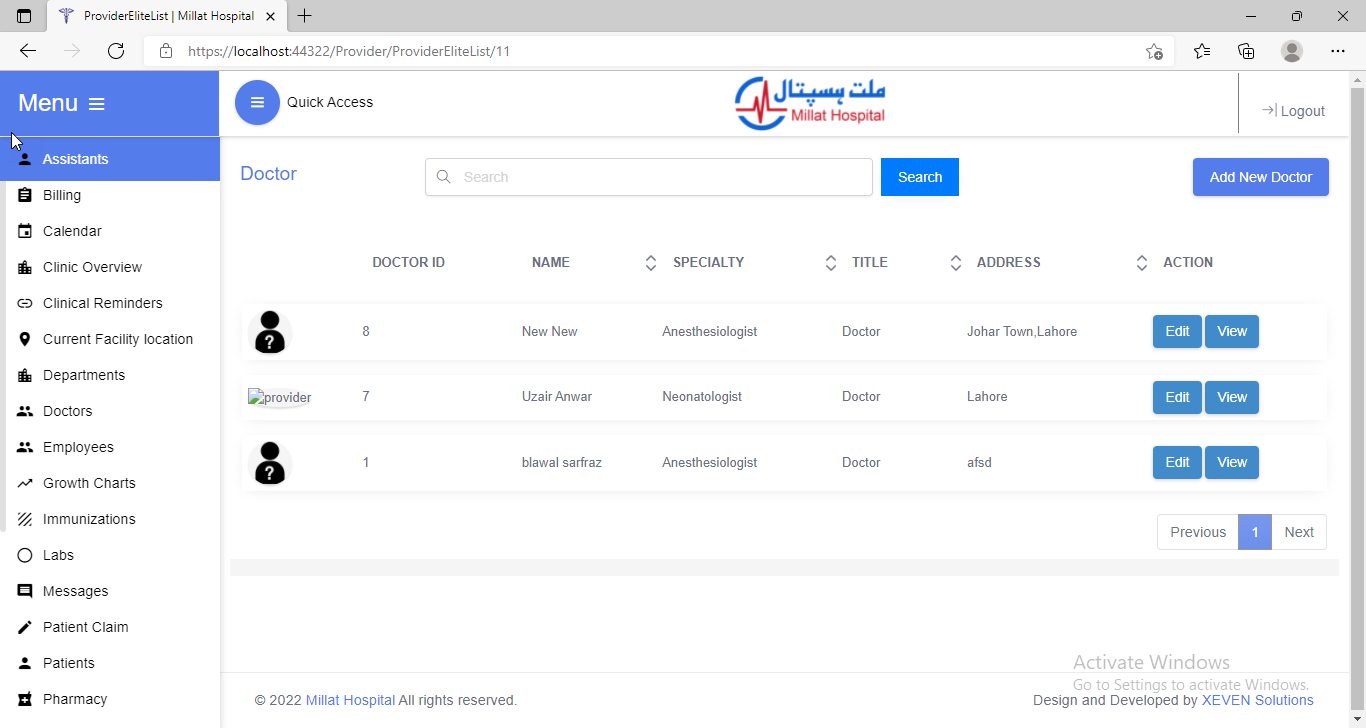 ProviderEliteList | Millat Hospital
https://localhost:44322/Provider/ProviderEliteList/11
Menu
Quick Access
ملت ہسپتال
Millat Hospital
Logout
Assistants
Billing
Calendar
Clinic Overview
Clinical Reminders
Current Facility location
Departments
Doctors
Employees
Growth Charts
Immunizations
Labs
Messages
Patient Claim
Patients
Pharmacy
Doctor
Search
Search
Add New Doctor
DOCTOR ID NAME SPECIALTY TITLE ADDRESS ACTION
? 8 New New Anesthesiologist Doctor Johar Town,Lahore Edit View
provider 7 Uzair Anwar Neonatologist Doctor Lahore Edit View
? 1 blawal sarfraz Anesthesiologist Doctor afsd Edit View
Previous 1 Next
Activate Windows
Go to Settings to activate Windows.
© 2022 Millat Hospital All rights reserved.
Design and Developed by XEVEN Solutions